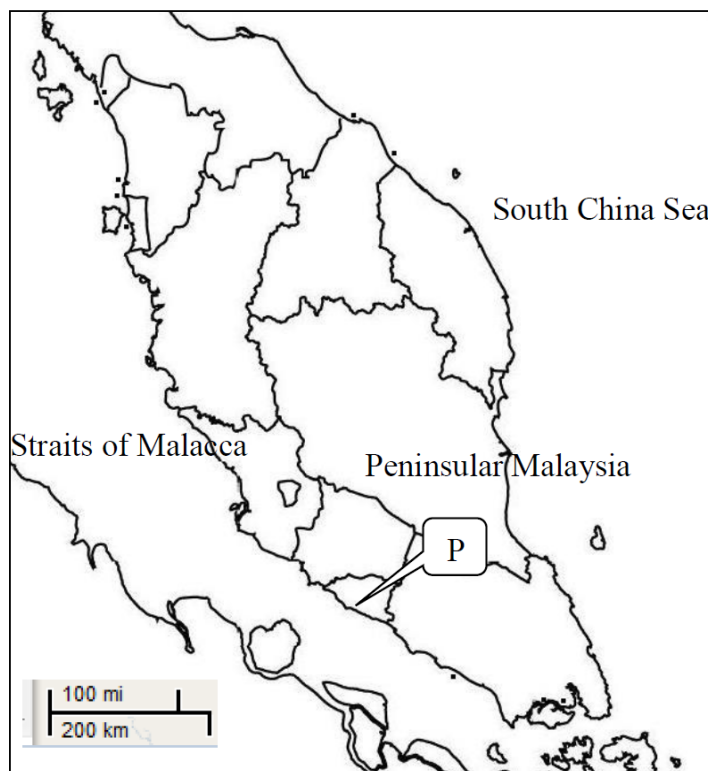 South China Sea
Straits of Malacca
Peninsular Malaysia
P
100 mi
200 km